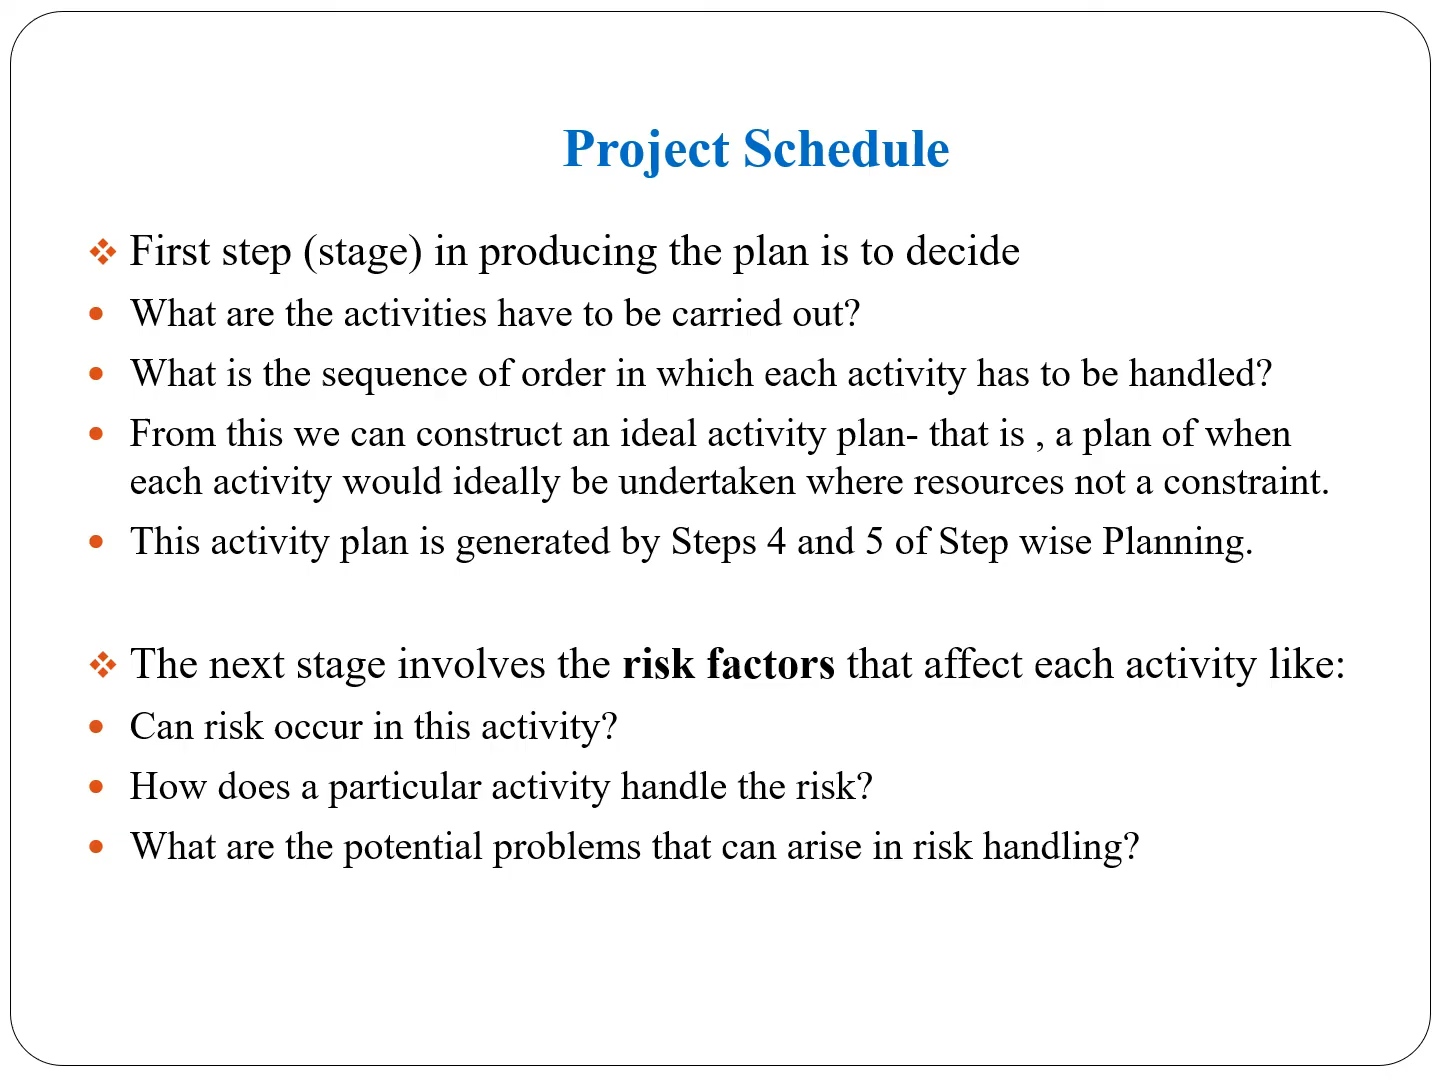 Project Schedule
❖ First step (stage) in producing the plan is to decide
• What are the activities have to be carried out?
• What is the sequence of order in which each activity has to be handled?
• From this we can construct an ideal activity plan- that is , a plan of when
each activity would ideally be undertaken where resources not a constraint.
• This activity plan is generated by Steps 4 and 5 of Step wise Planning.
❖ The next stage involves the risk factors that affect each activity like:
• Can risk occur in this activity?
• How does a particular activity handle the risk?
• What are the potential problems that can arise in risk handling?